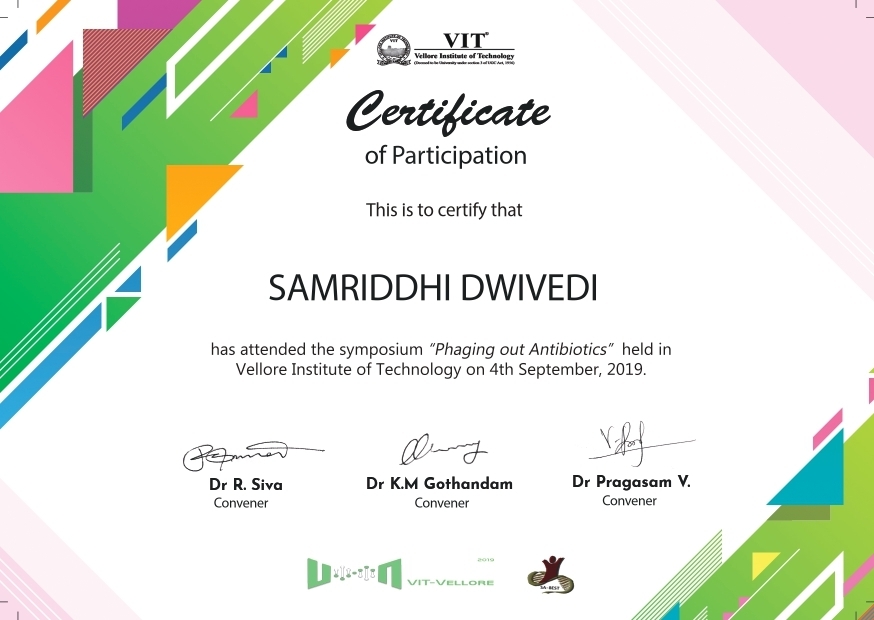 VIT
Vellore Institute of Technology
(Deemed to be University under section 3 of UGC Act, 1956)
Certificate
of Participation
This is to certify that
SAMRIDDHI DWIVEDI
has attended the symposium “Phaging out Antibiotics” held in
Vellore Institute of Technology on 4th September, 2019.
Dr R. Siva
Convener
Dr K.M Gothandam
Convener
Dr Pragasam V.
Convener
2019
VIT-VELLORE